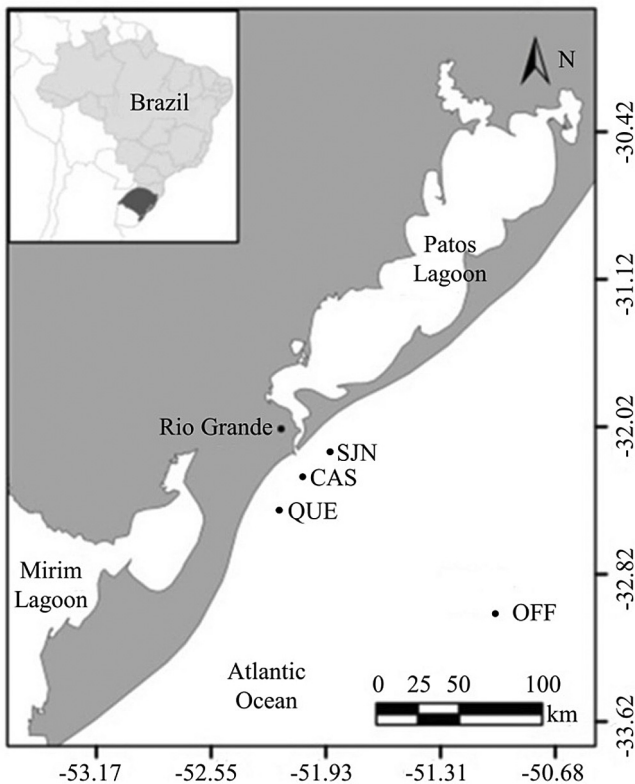 Brazil
N
-30.42
Patos
Lagoon
-31.12
Rio Grande
-32.02
SJN
CAS
QUE
Mirim
Lagoon
-32.82
OFF
Atlantic
Ocean
0 25 50 100
km
-33.62
-53.17 -52.55 -51.93 -51.31 -50.68